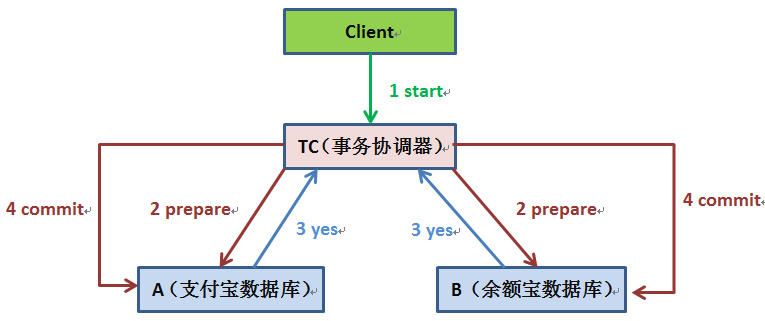 Client
1 start
TC（事务协调器）
4 commit
2 prepare
3 yes
3 yes
2 prepare
4 commit
A（支付宝数据库）
B（余额宝数据库）